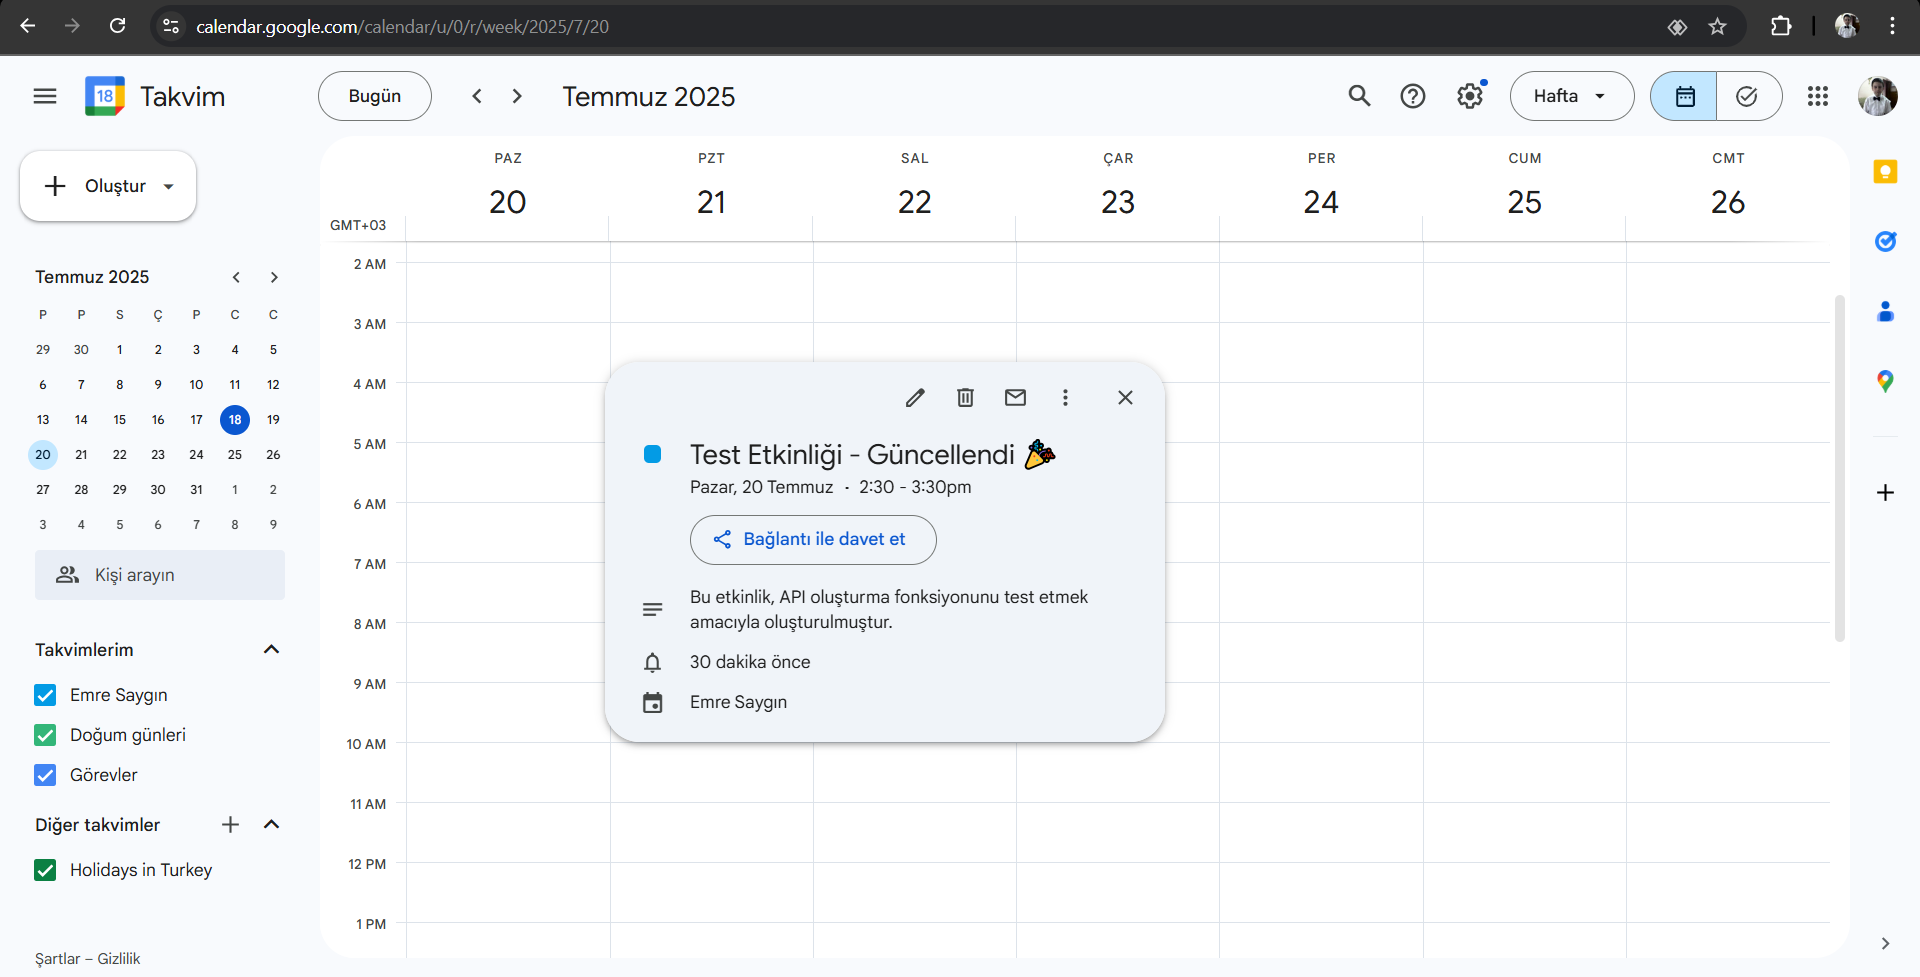 calendar.google.com/calendar/u/0/r/week/2025/7/20
18 Takvim
Bugün
Temmuz 2025
Hafta
Oluştur
PAZ PZT SAL ÇAR PER CUM CMT
20 21 22 23 24 25 26
GMT+03
Temmuz 2025
P P S Ç P C C
29 30 1 2 3 4 5
6 7 8 9 10 11 12
13 14 15 16 17 18 19
20 21 22 23 24 25 26
27 28 29 30 31 1 2
3 4 5 6 7 8 9
Kişi arayın
Takvimlerim
Emre Saygın
Doğum günleri
Görevler
Diğer takvimler
Holidays in Turkey
Şartlar – Gizlilik
2 AM
3 AM
4 AM
5 AM
6 AM
7 AM
8 AM
9 AM
10 AM
11 AM
12 PM
1 PM
Test Etkinliği - Güncellendi 🎉
Pazar, 20 Temmuz · 2:30 - 3:30pm
Bağlantı ile davet et
Bu etkinlik, API oluşturma fonksiyonunu test etmek
amacıyla oluşturulmuştur.
30 dakika önce
Emre Saygın